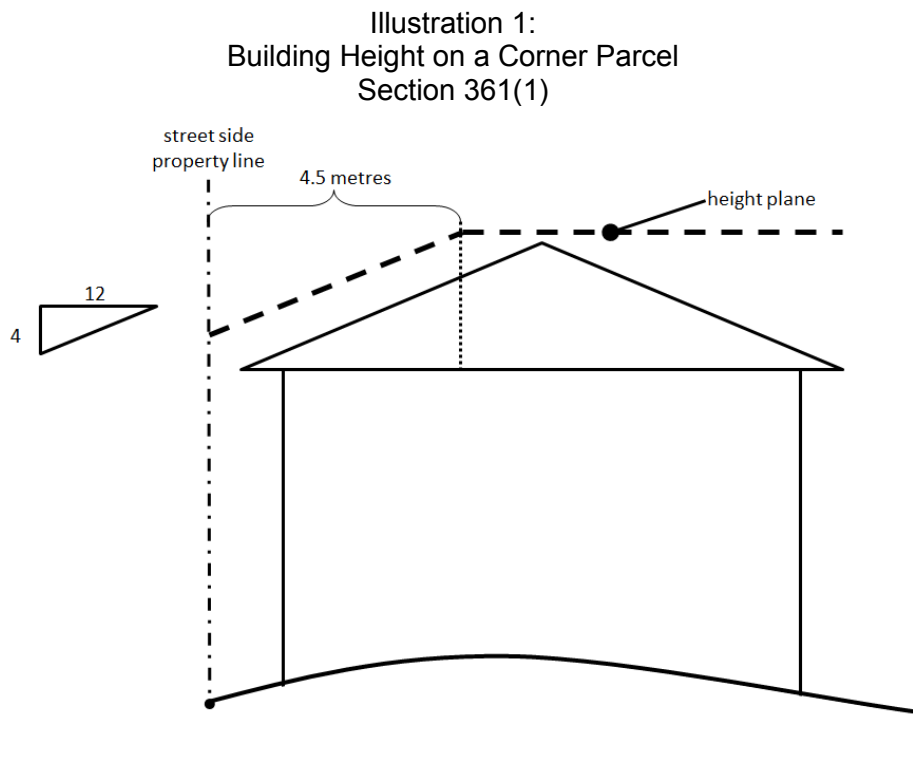 Illustration 1:
Building Height on a Corner Parcel
Section 361(1)
street side
property line
4.5 metres
height plane
12
4